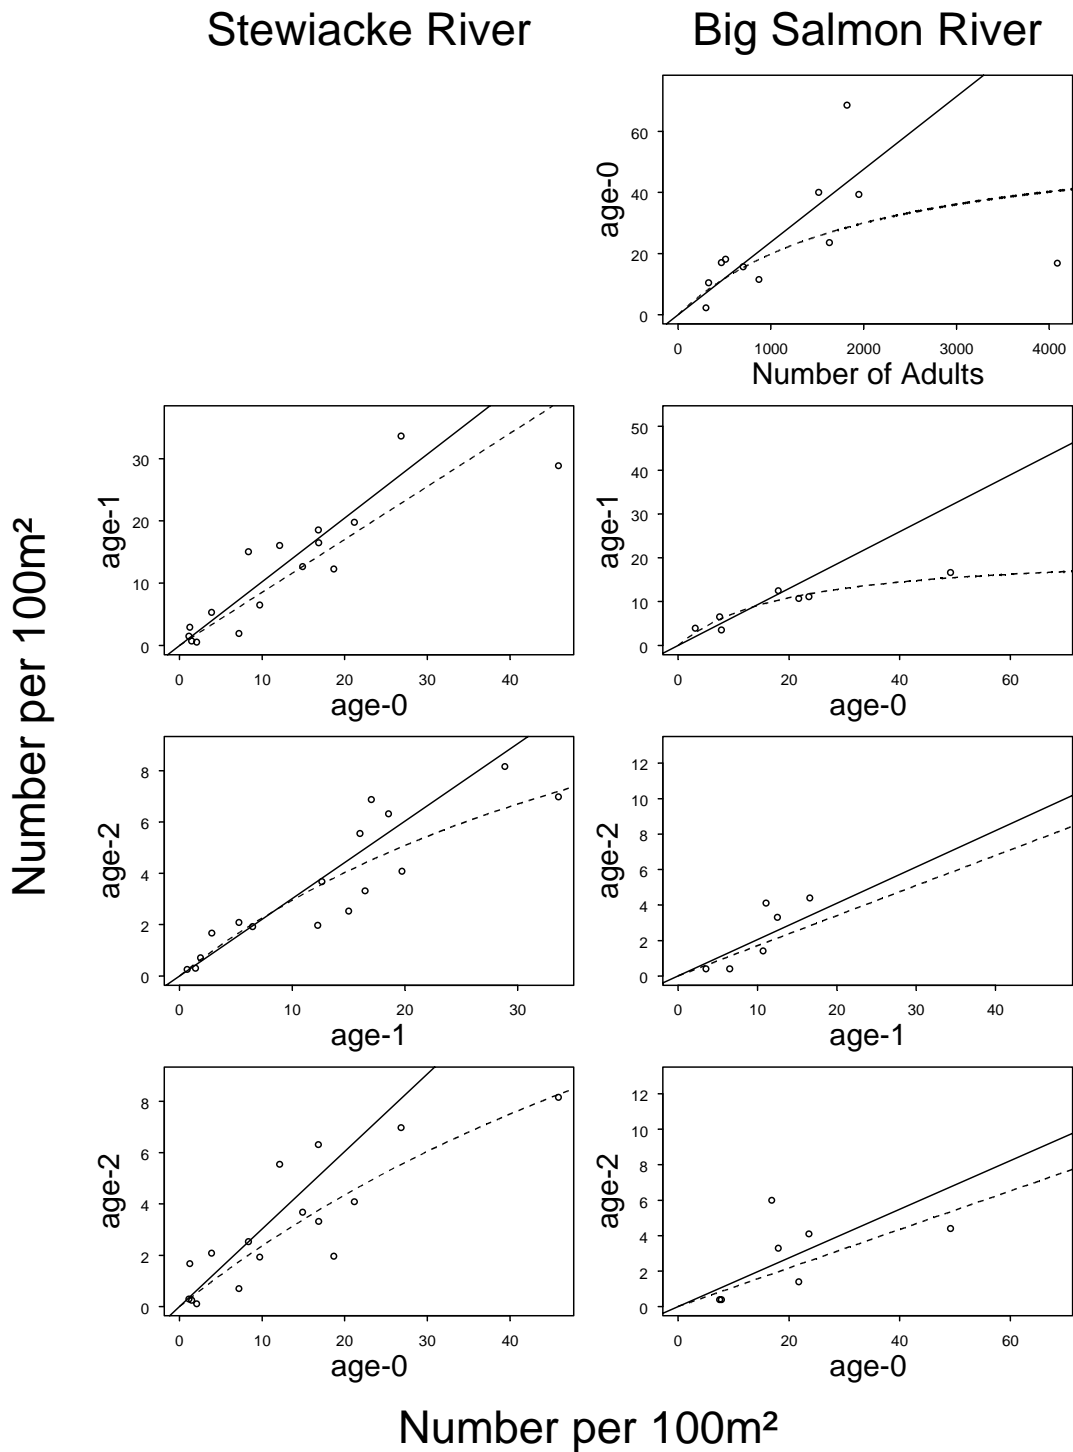 Stewiacke River
Big Salmon River
age-0
60
40
20
0
0 1000 2000 3000 4000
Number of Adults
Number per 100m²
age-1
30
20
10
0
0 10 20 30 40
age-0
age-1
50
40
30
20
10
0
0 20 40 60
age-0
age-2
8
6
4
2
0
0 10 20 30
age-1
age-2
12
10
8
6
4
2
0
0 10 20 30 40
age-1
age-2
8
6
4
2
0
0 10 20 30 40
age-0
age-2
12
10
8
6
4
2
0
0 20 40 60
age-0
Number per 100m²